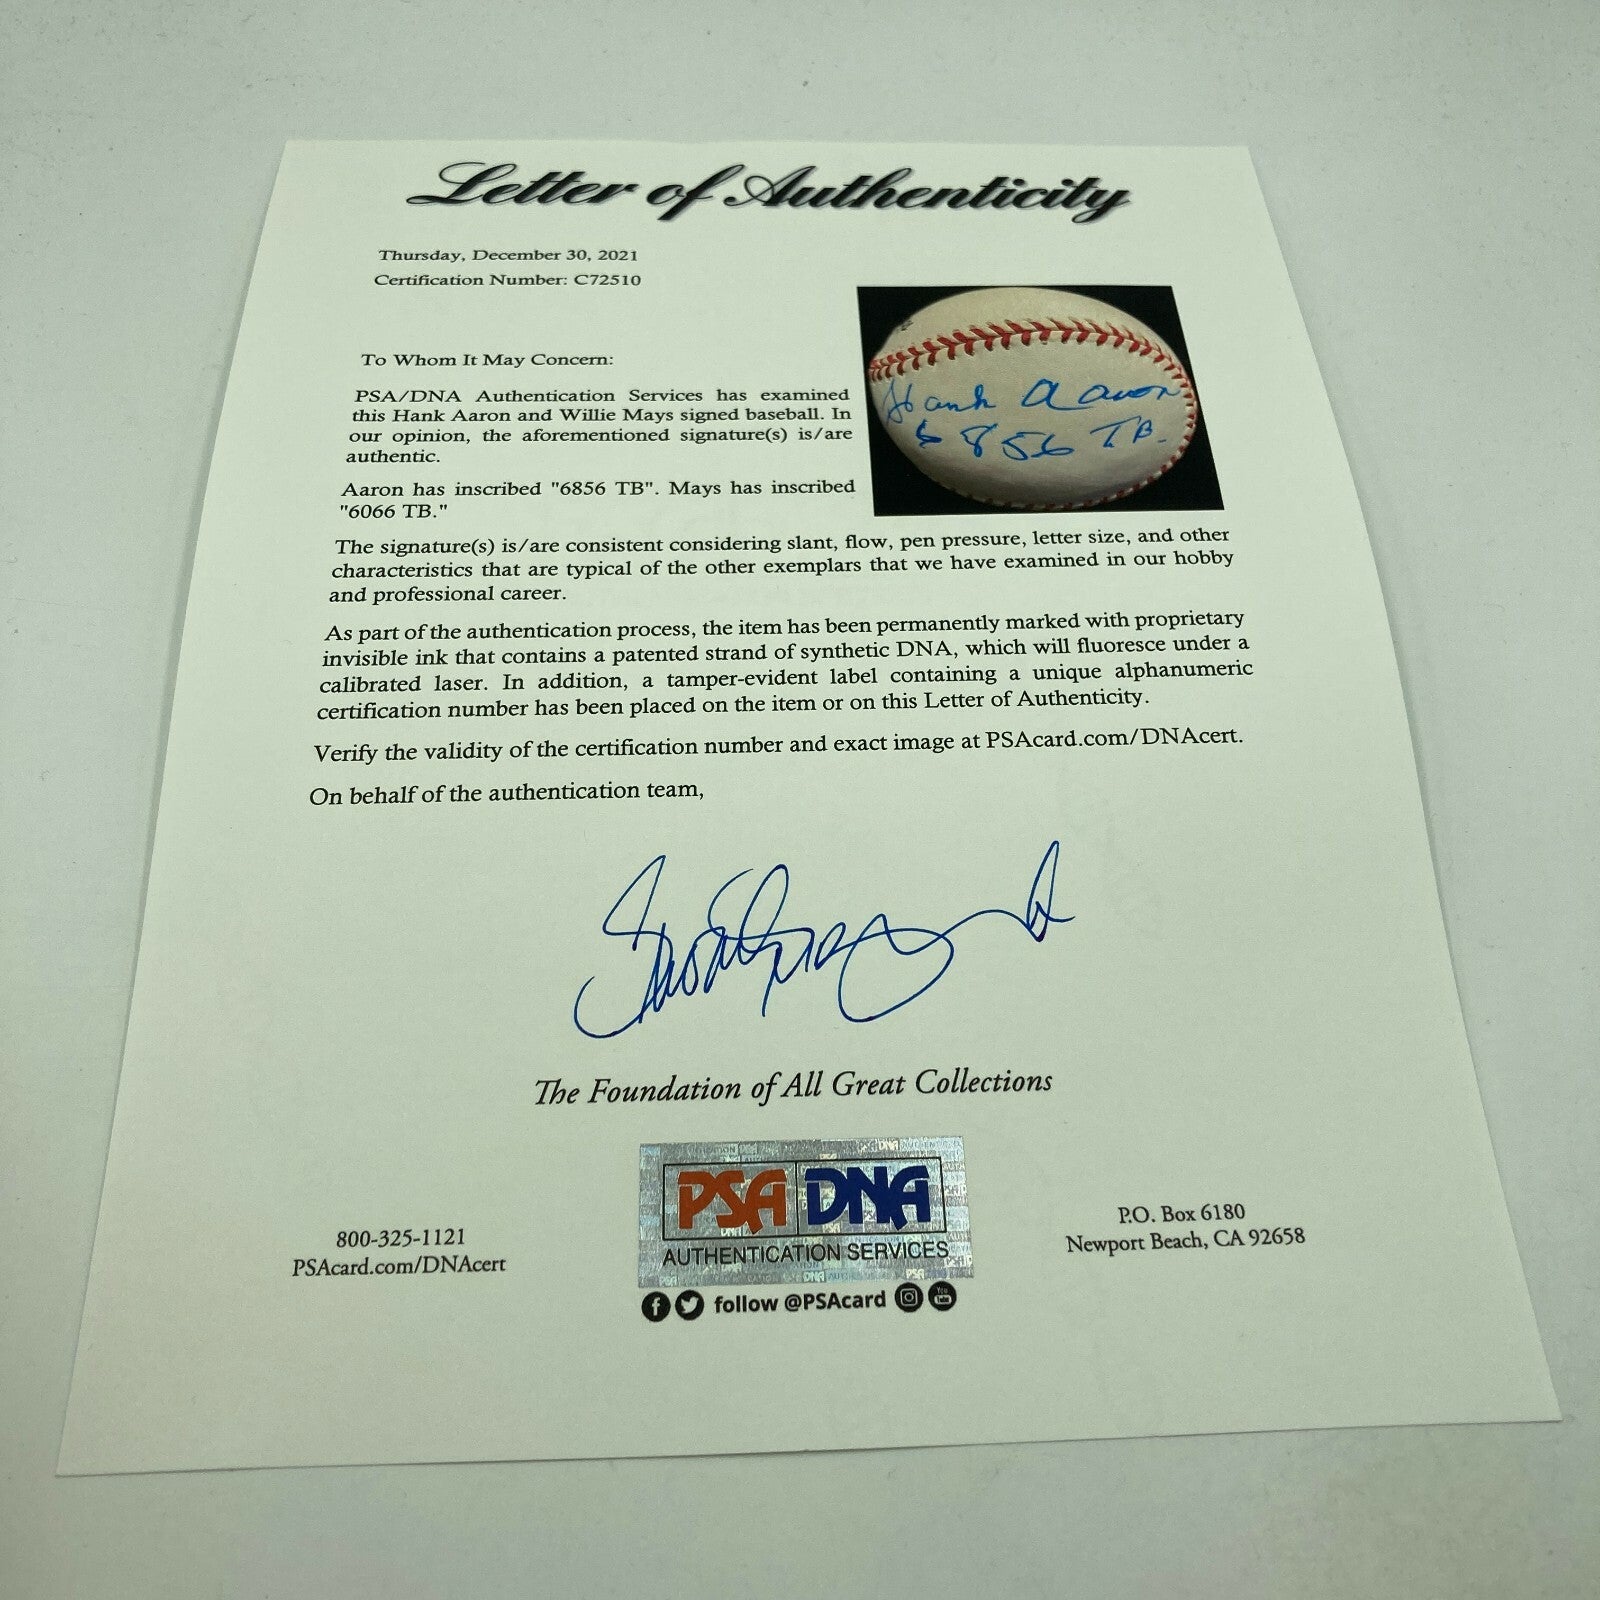 Letter of Authenticity
Thursday, December 30, 2021
Certification Number: C72510
To Whom It May Concern:
PSA/DNA Authentication Services has examined
this Hank Aaron and Willie Mays signed baseball. In
our opinion, the aforementioned signature(s) is/are
authentic.
Aaron has inscribed "6856 TB". Mays has inscribed
"6066 TB."
Hank Aaron
6856 TB.
The signature(s) is/are consistent considering slant, flow, pen pressure, letter size, and other
characteristics that are typical of the other exemplars that we have examined in our hobby
and professional career.
As part of the authentication process, the item has been permanently marked with proprietary
invisible ink that contains a patented strand of synthetic DNA, which will fluoresce under a
calibrated laser. In addition, a tamper-evident label containing a unique alphanumeric
certification number has been placed on the item or on this Letter of Authenticity.
Verify the validity of the certification number and exact image at PSAcard.com/DNAcert.
On behalf of the authentication team,
The Foundation of All Great Collections
800-325-1121
PSAcard.com/DNAcert
PSA DNA
AUTHENTICATION SERVICES
follow @PSAcard
P.O. Box 6180
Newport Beach, CA 92658